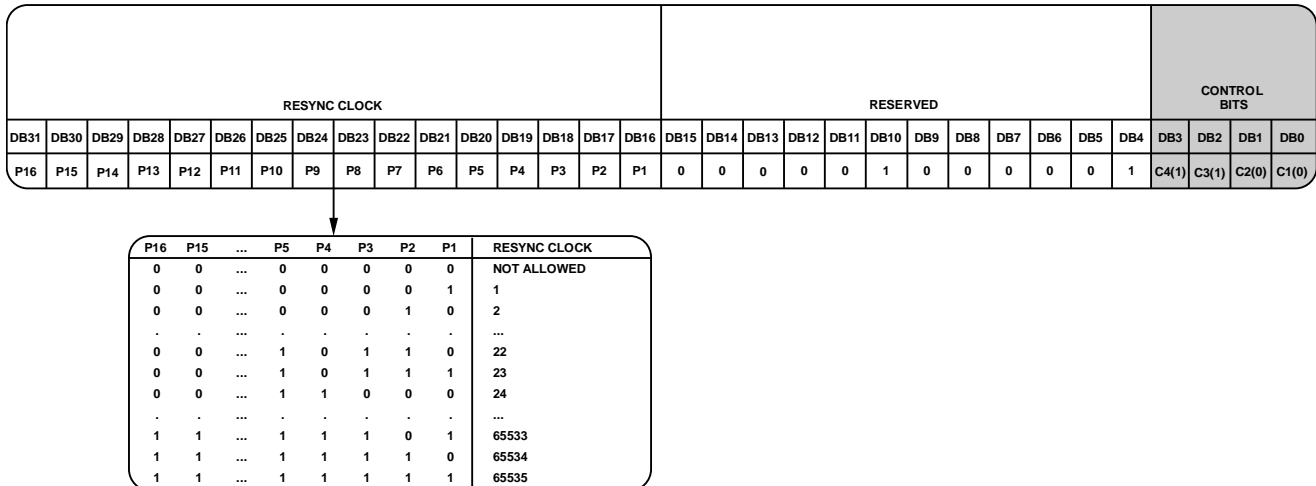 RESYNC CLOCK RESERVED CONTROL
BITS
DB31 DB30 DB29 DB28 DB27 DB26 DB25 DB24 DB23 DB22 DB21 DB20 DB19 DB18 DB17 DB16 DB15 DB14 DB13 DB12 DB11 DB10 DB9 DB8 DB7 DB6 DB5 DB4 DB3 DB2 DB1 DB0
P16 P15 P14 P13 P12 P11 P10 P9 P8 P7 P6 P5 P4 P3 P2 P1 0 0 0 0 0 1 0 0 0 0 0 1 C4(1) C3(1) C2(0) C1(0)
P16 P15 ... P5 P4 P3 P2 P1 RESYNC CLOCK
0 0 ... 0 0 0 0 0 NOT ALLOWED
0 0 ... 0 0 0 0 1 1
0 0 ... 0 0 0 1 0 2
. . ... . . . . . ...
0 0 ... 1 0 1 1 0 22
0 0 ... 1 0 1 1 1 23
0 0 ... 1 1 0 0 0 24
. . ... . . . . . ...
1 1 ... 1 1 1 0 1 65533
1 1 ... 1 1 1 1 0 65534
1 1 ... 1 1 1 1 1 65535